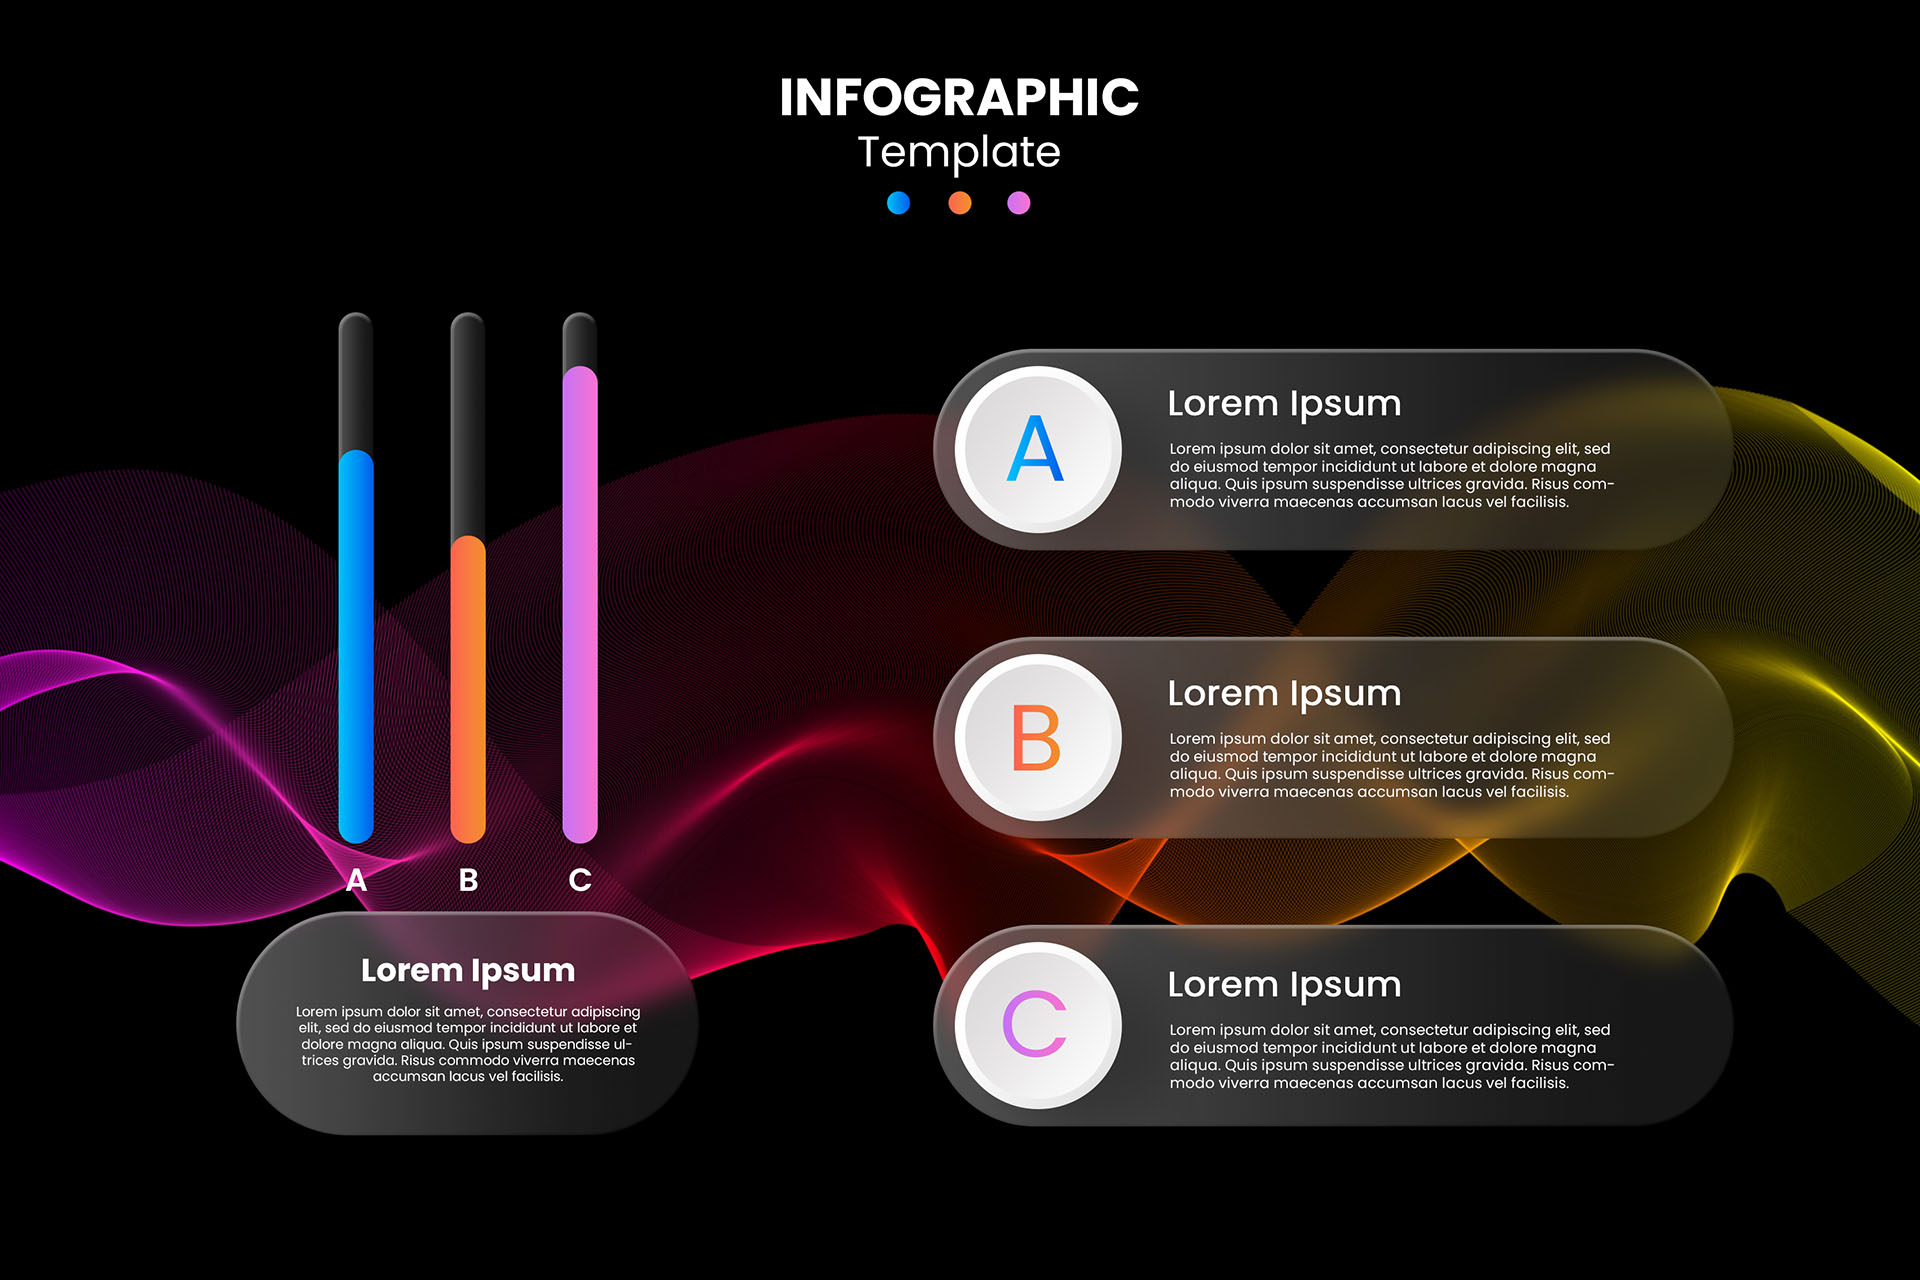 INFOGRAPHIC
Template
A B C
Lorem Ipsum
Lorem ipsum dolor sit amet, consectetur adipiscing
elit, sed do eiusmod tempor incididunt ut labore et
dolore magna aliqua. Quis ipsum suspendisse ul-
trices gravida. Risus commodo viverra maecenas
accumsan lacus vel facilisis.
A
Lorem Ipsum
Lorem ipsum dolor sit amet, consectetur adipiscing elit, sed
do eiusmod tempor incididunt ut labore et dolore magna
aliqua. Quis ipsum suspendisse ultrices gravida. Risus com-
modo viverra maecenas accumsan lacus vel facilisis.
B
Lorem Ipsum
Lorem ipsum dolor sit amet, consectetur adipiscing elit, sed
do eiusmod tempor incididunt ut labore et dolore magna
aliqua. Quis ipsum suspendisse ultrices gravida. Risus com-
modo viverra maecenas accumsan lacus vel facilisis.
C
Lorem Ipsum
Lorem ipsum dolor sit amet, consectetur adipiscing elit, sed
do eiusmod tempor incididunt ut labore et dolore magna
aliqua. Quis ipsum suspendisse ultrices gravida. Risus com-
modo viverra maecenas accumsan lacus vel facilisis.